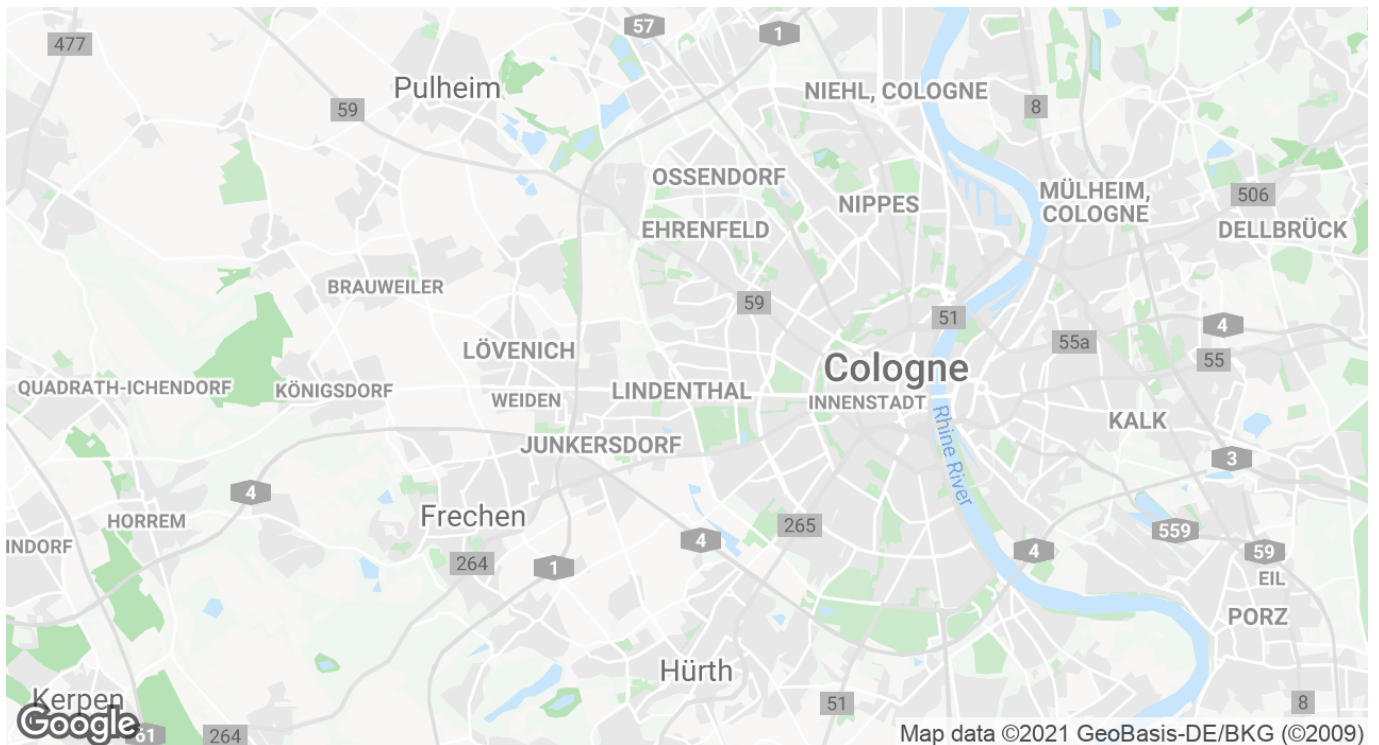 57
1
477
Pulheim
NIEHL, COLOGNE
59
8
OSSENDORF
MÜLHEIM,
COLOGNE
506
NIPPES
EHRENFELD
DELLBRÜCK
BRAUWEILER
59
51
4
55a
LÖVENICH
55
Cologne
QUADRATH-ICHENDORF
KÖNIGSDORF
WEIDEN
LINDENTHAL
INNENSTADT
Rhine River
KALK
JUNKERSDORF
3
4
HORREM
Frechen
265
559
INDORF
4
4
59
264
1
EIL
PORZ
Hürth
Kerpen
51
8
Google
61
264
Map data ©2021 GeoBasis-DE/BKG (©2009)